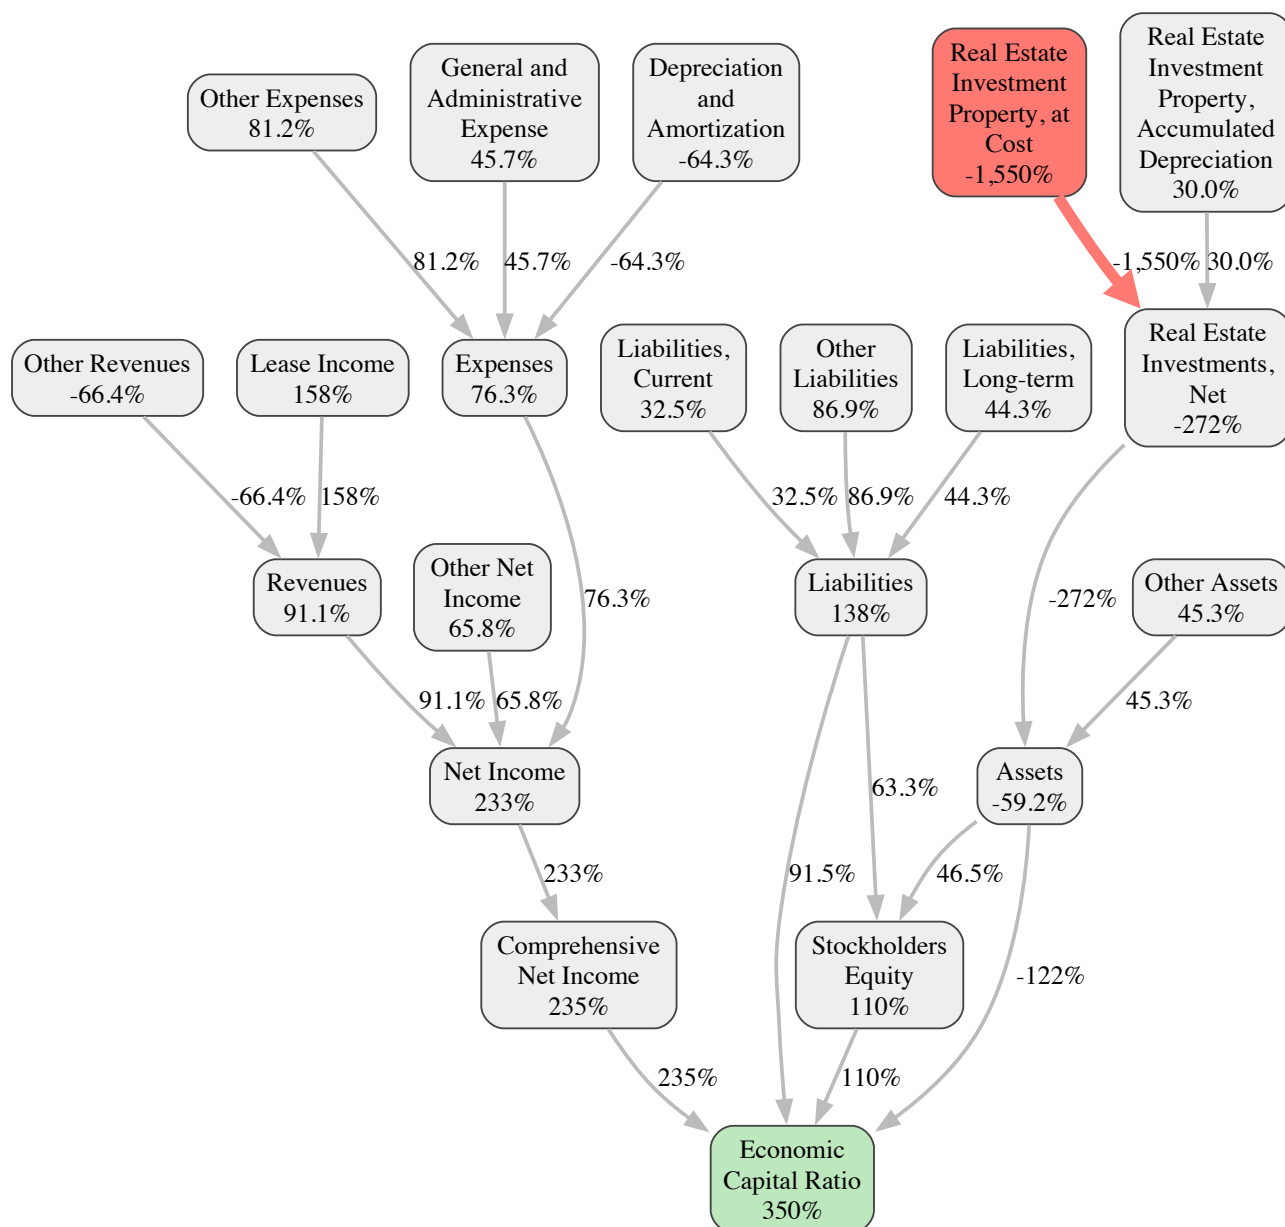 Other Expenses
81.2%
General and
Administrative
Expense
45.7%
Depreciation
and
Amortization
-64.3%
Real Estate
Investment
Property, at
Cost
-1,550%
Real Estate
Investment
Property,
Accumulated
Depreciation
30.0%
81.2%
45.7%
-64.3%
-1,550%
30.0%
Other Revenues
-66.4%
Lease Income
158%
Expenses
76.3%
Liabilities,
Current
32.5%
Other
Liabilities
86.9%
Liabilities,
Long-term
44.3%
Real Estate
Investments,
Net
-272%
-66.4%
158%
32.5%
86.9%
44.3%
Revenues
91.1%
Other Net
Income
65.8%
76.3%
Liabilities
138%
-272%
Other Assets
45.3%
91.1%
65.8%
45.3%
Net Income
233%
63.3%
Assets
-59.2%
233%
91.5%
46.5%
Comprehensive
Net Income
235%
Stockholders
Equity
110%
-122%
235%
110%
Economic
Capital Ratio
350%